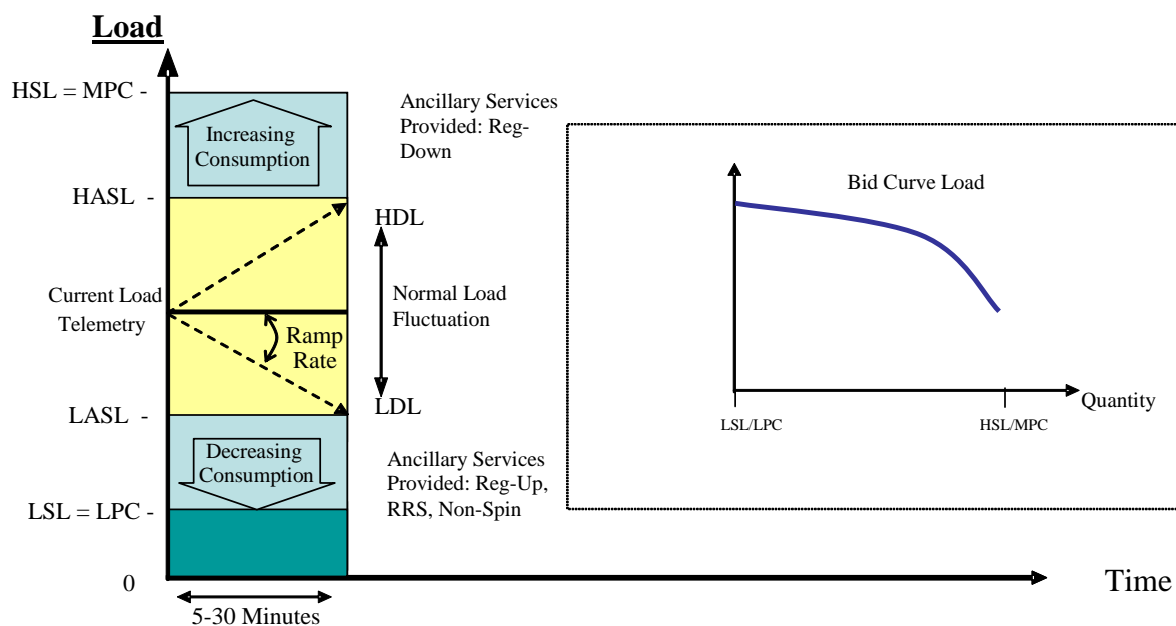 Load
HSL = MPC -
Increasing
Consumption
Ancillary Services
Provided: Reg-
Down
HASL -
HDL
Current Load
Telemetry
Normal Load
Fluctuation
Ramp
Rate
LDL
LASL -
Decreasing
Consumption
Ancillary Services
Provided: Reg-Up,
RRS, Non-Spin
LSL = LPC -
0
5-30 Minutes
Time
Bid Curve Load
Quantity
LSL/LPC
HSL/MPC